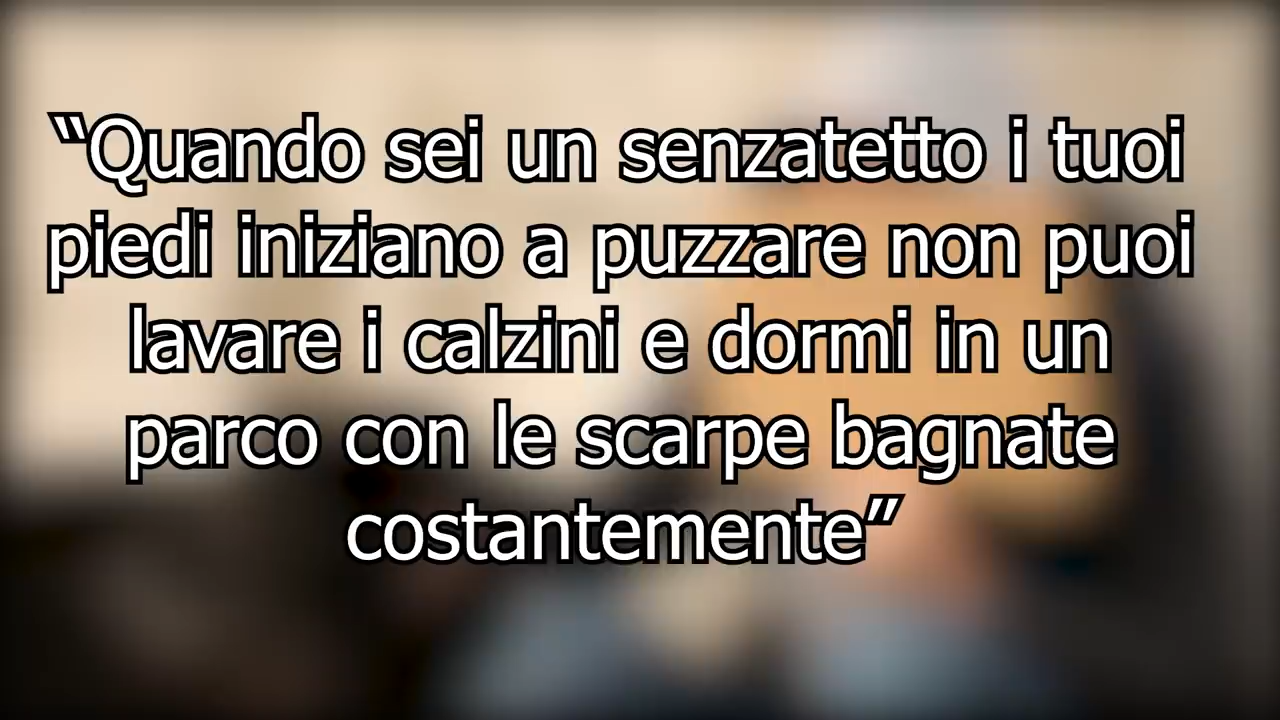 “Quando sei un senzatetto i tuoi
piedi iniziano a puzzare non puoi
lavare i calzini e dormi in un
parco con le scarpe bagnate
costantemente”